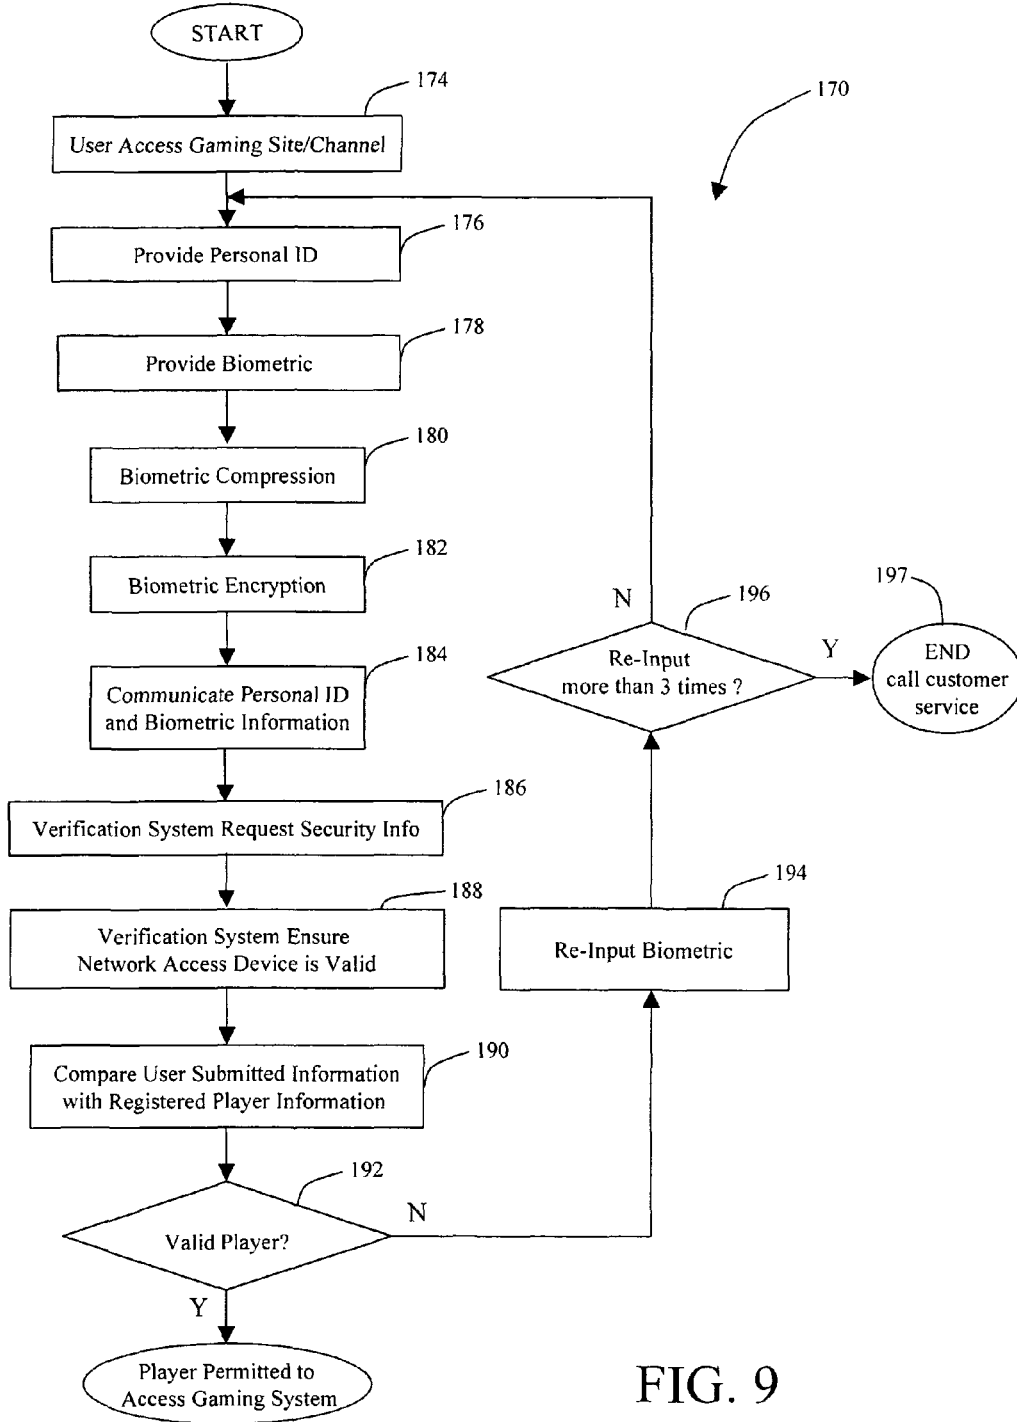 START
174
User Access Gaming Site/Channel
170
176
Provide Personal ID
178
Provide Biometric
180
Biometric Compression
182
Biometric Encryption
184
Communicate Personal ID
and Biometric Information
186
Verification System Request Security Info
188
Verification System Ensure
Network Access Device is Valid
190
Compare User Submitted Information
with Registered Player Information
192
Valid Player?
N
Y
Player Permitted to
Access Gaming System
194
Re-Input Biometric
196
Re-Input
more than 3 times ?
N
Y
197
END
call customer
service
FIG. 9